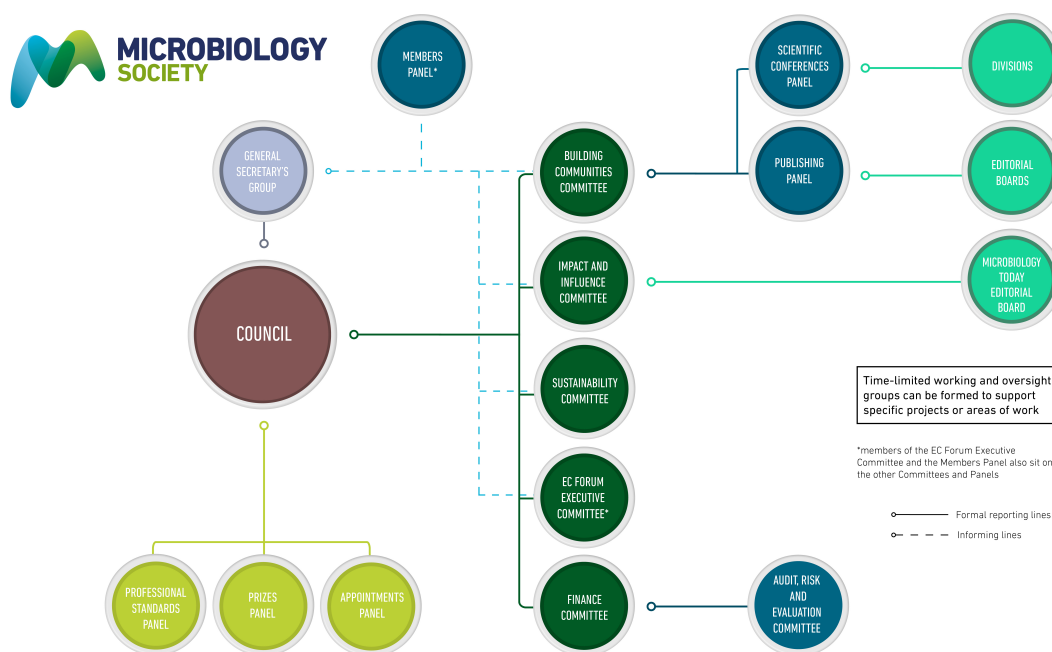 MICROBIOLOGY
SOCIETY
MEMBERS
PANEL*
SCIENTIFIC
CONFERENCES
PANEL
DIVISIONS
GENERAL
SECRETARY'S
GROUP
BUILDING
COMMUNITIES
COMMITTEE
PUBLISHING
PANEL
EDITORIAL
BOARDS
IMPACT AND
INFLUENCE
COMMITTEE
MICROBIOLOGY
TODAY
EDITORIAL
BOARD
COUNCIL
SUSTAINABILITY
COMMITTEE
Time-limited working and oversight
groups can be formed to support
specific projects or areas of work
*members of the EC Forum Executive
Committee and the Members Panel also sit on
the other Committees and Panels
EC FORUM
EXECUTIVE
COMMITTEE*
Formal reporting lines
Informing lines
PROFESSIONAL
STANDARDS
PANEL
PRIZES
PANEL
APPOINTMENTS
PANEL
FINANCE
COMMITTEE
AUDIT, RISK
AND
EVALUATION
COMMITTEE